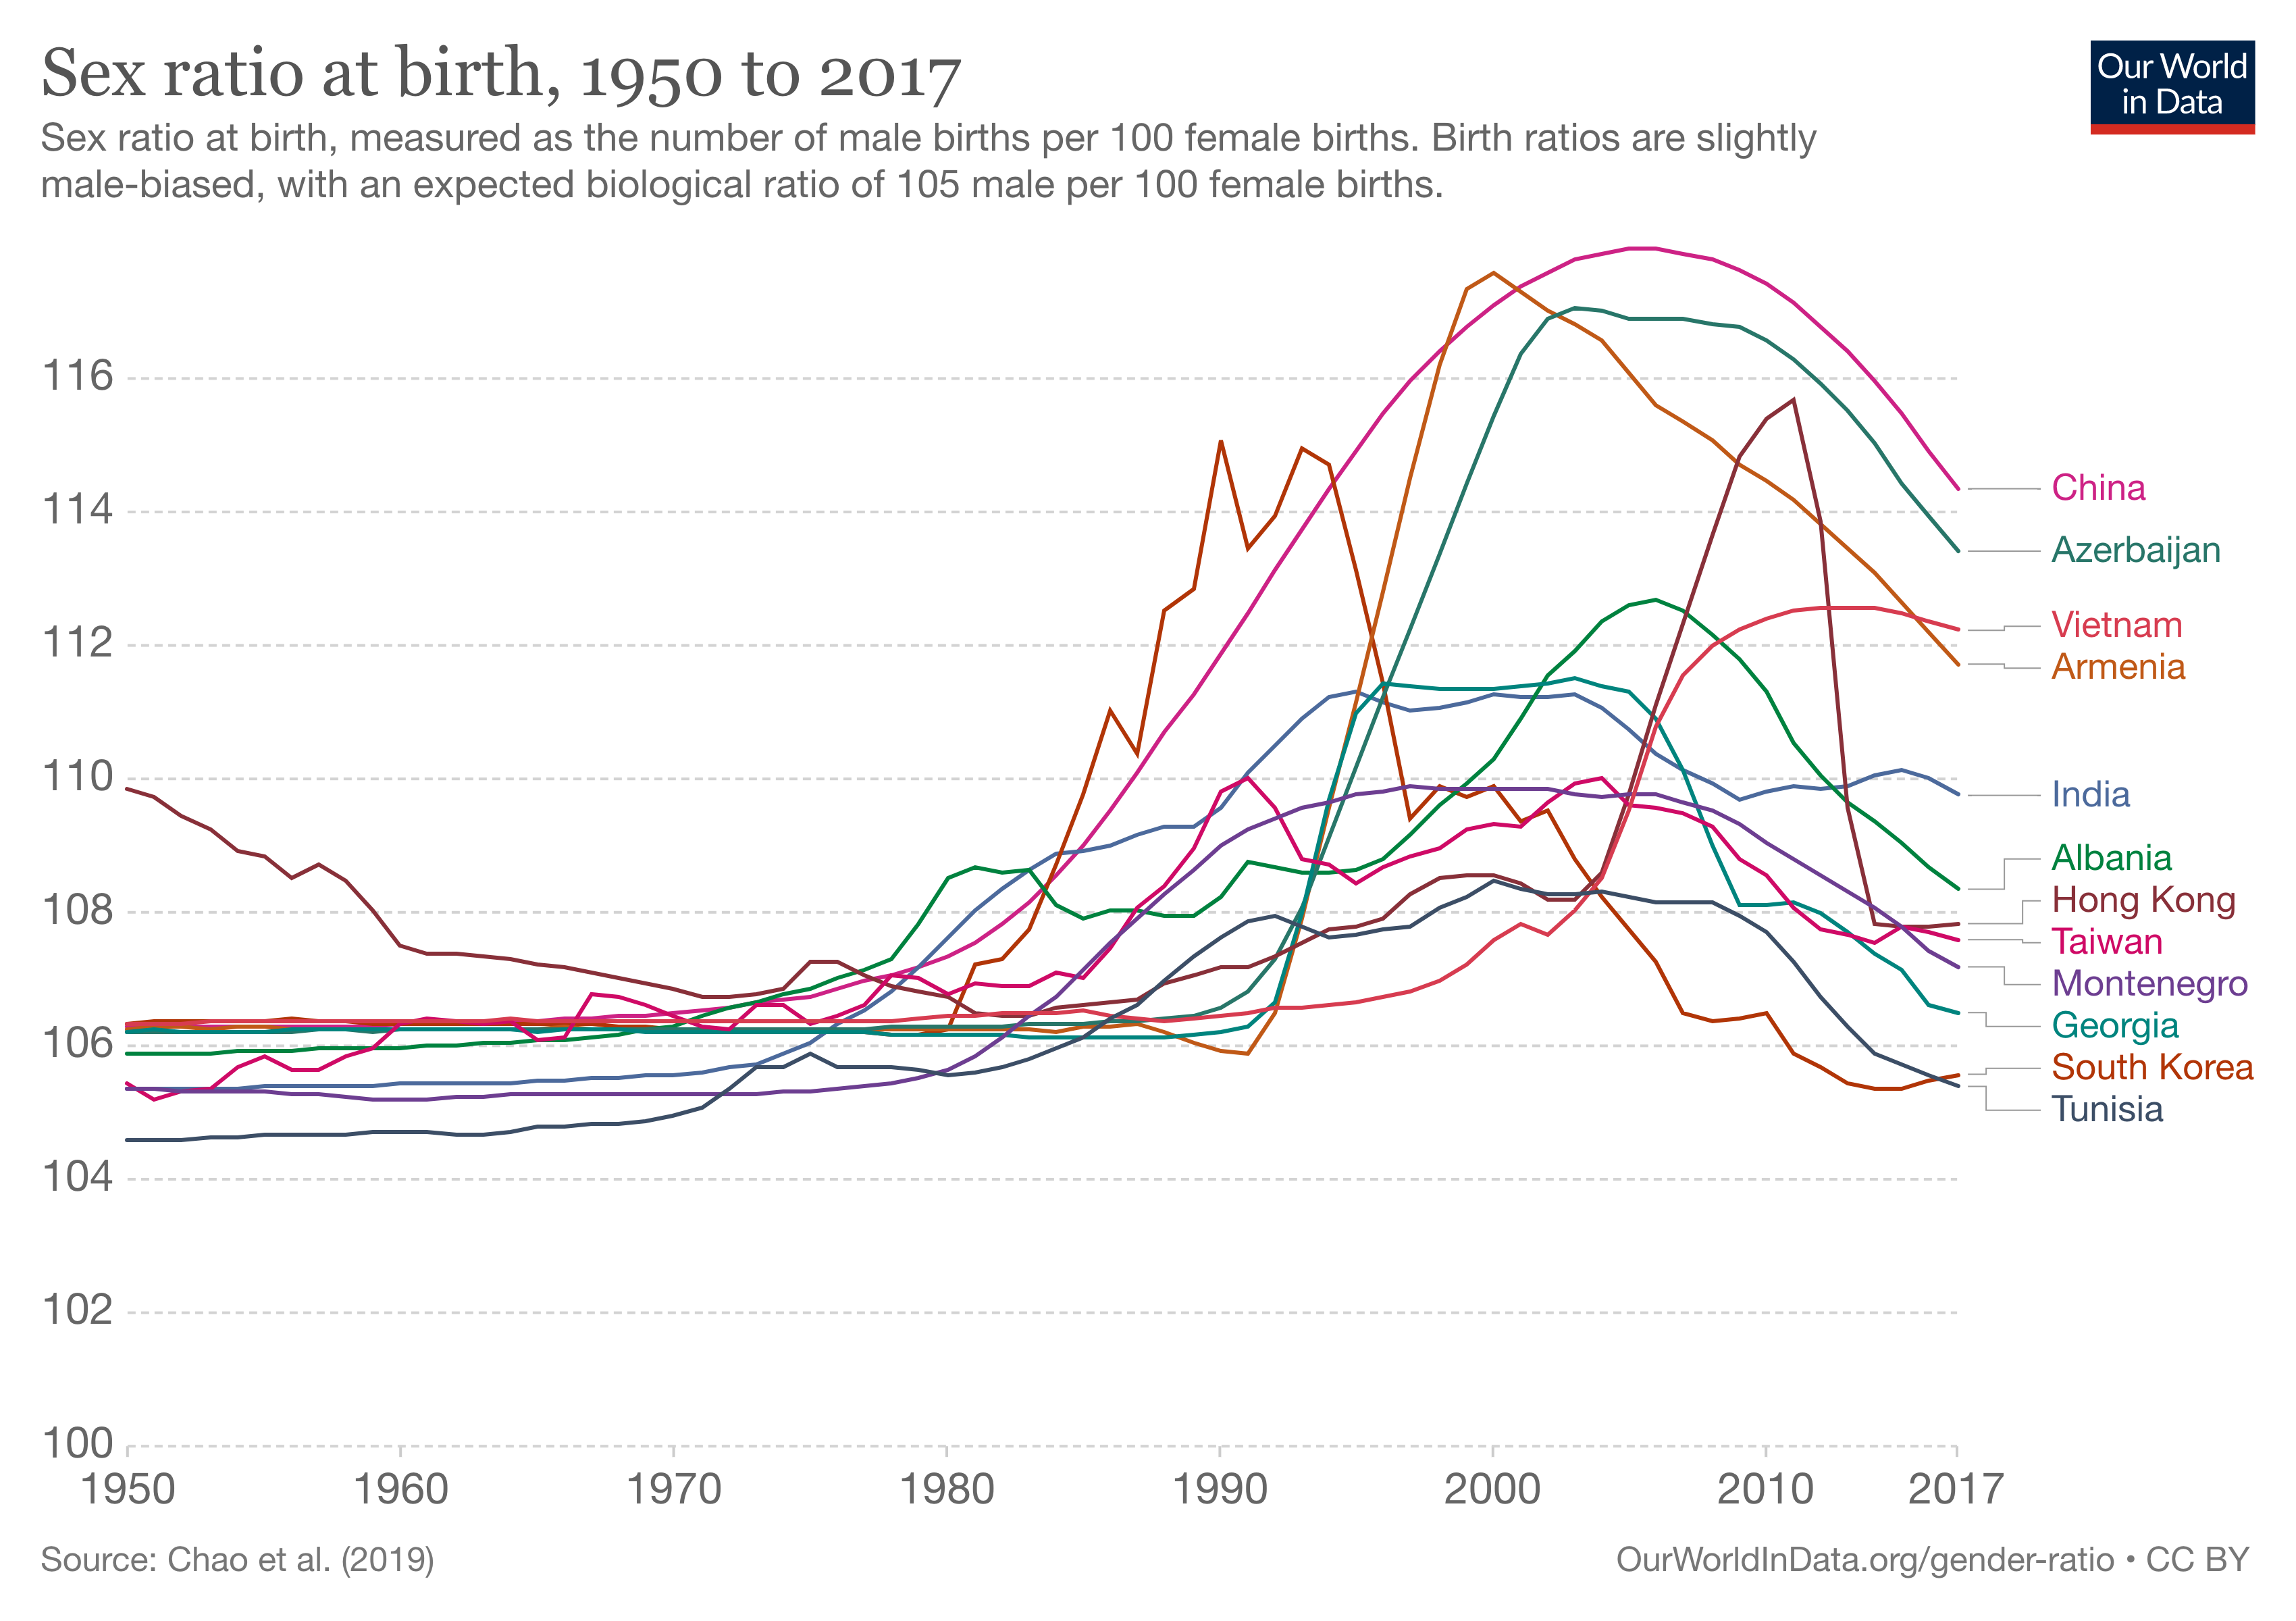 Sex ratio at birth, 1950 to 2017
Our World
in Data
Sex ratio at birth, measured as the number of male births per 100 female births. Birth ratios are slightly
male-biased, with an expected biological ratio of 105 male per 100 female births.
116
114
112
110
108
106
104
102
100
China
Azerbaijan
Vietnam
Armenia
India
Albania
Hong Kong
Taiwan
Montenegro
Georgia
South Korea
Tunisia
1950 1960 1970 1980 1990 2000 2010 2017
Source: Chao et al. (2019)
OurWorldInData.org/gender-ratio • CC BY